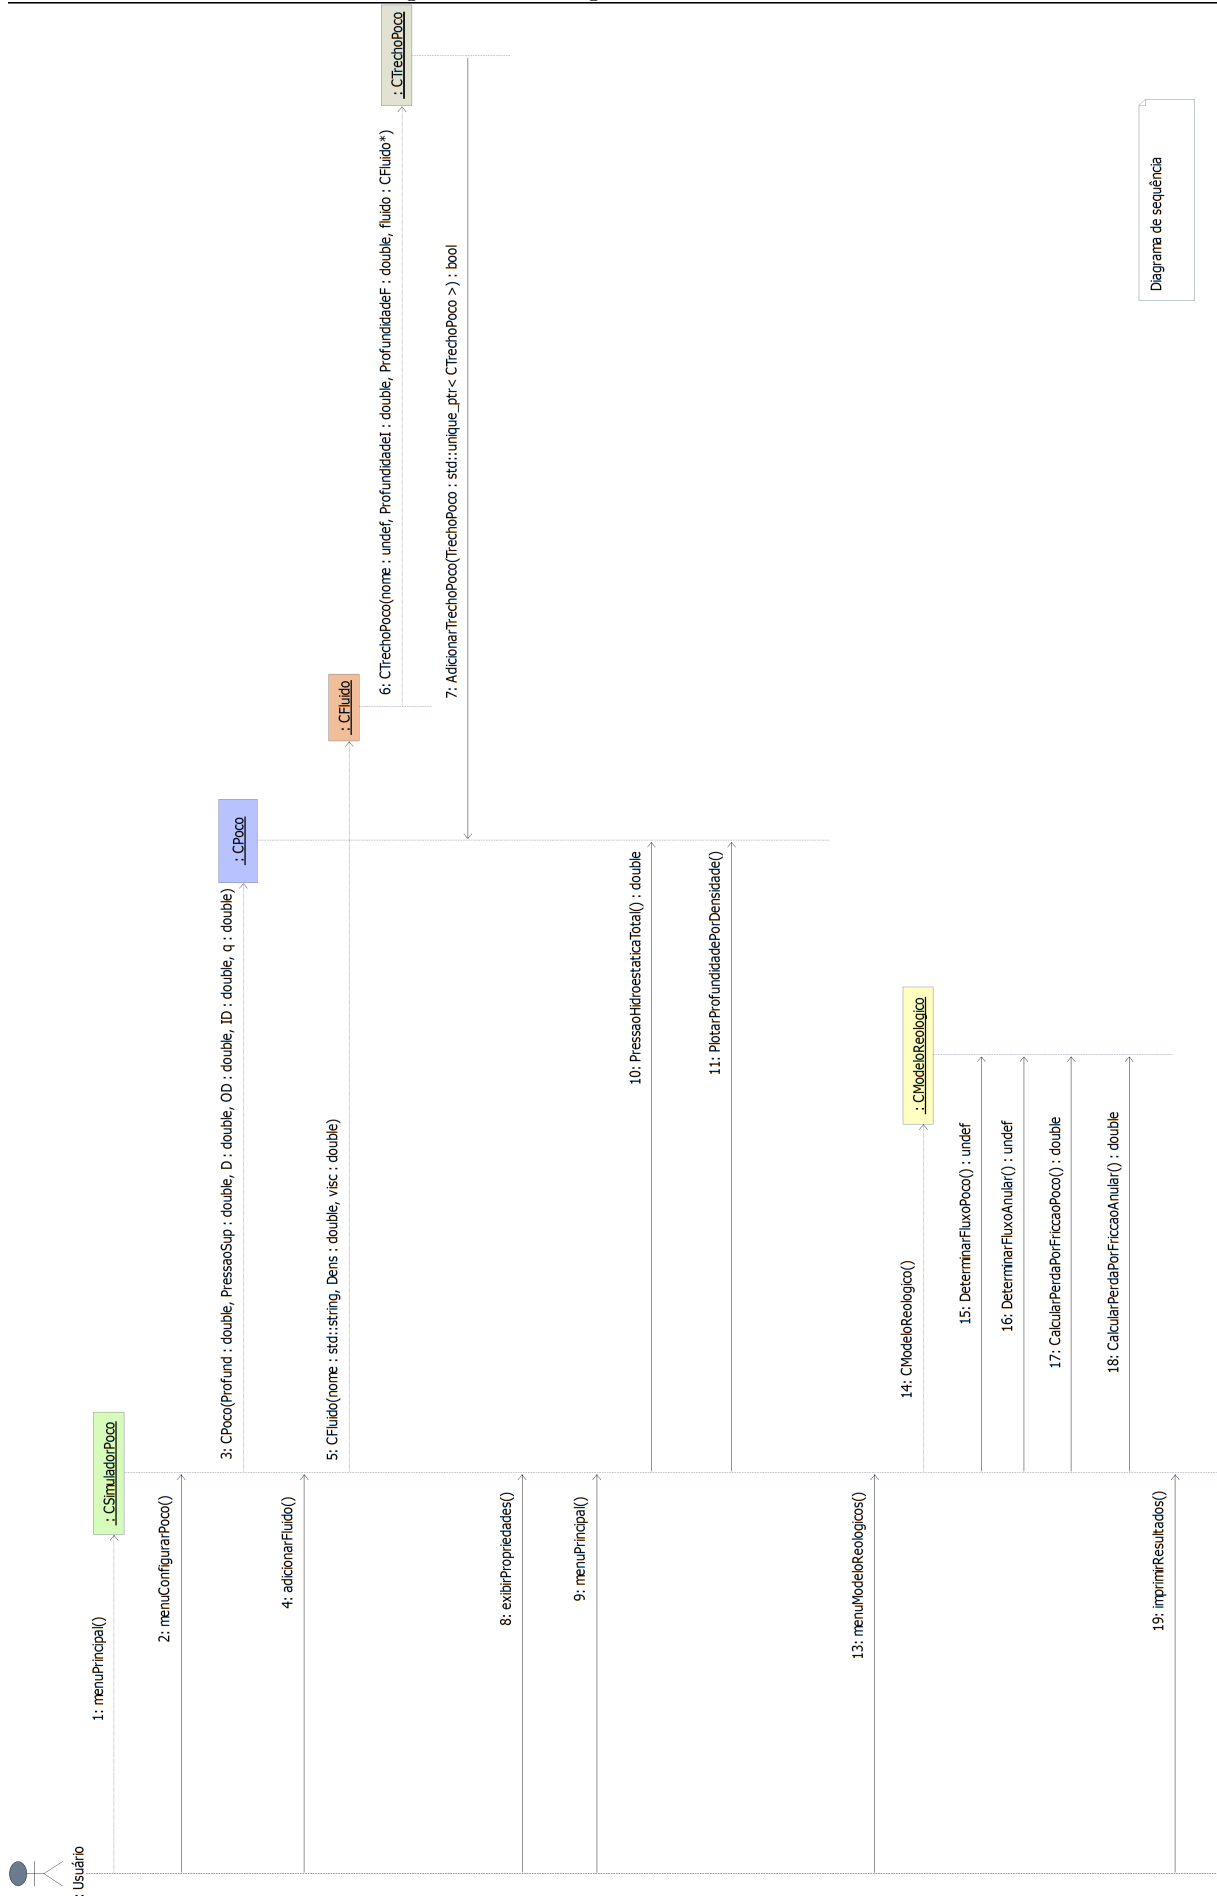 : Usuário
: CSimuladorPoco
: CPoco
: CFluido
: CTrechoPoco
: CModeloReologico
1: menuPrincipal()
2: menuConfigurarPoco()
3: CPoco(Profund : double, PressaoSup : double, D : double, OD : double, ID : double, q : double)
4: adicionarFluido()
5: CFluido(nome : std::string, Dens : double, visc : double)
6: CTrechoPoco(nome : undef, ProfundidadeI : double, ProfundidadeF : double, fluido : CFluido*)
7: AdicionarTrechoPoco(TrechoPoco : std::unique_ptr< CTrechoPoco >) : bool
8: exibirPropriedades()
9: menuPrincipal()
10: PressaoHidroestaticaTotal() : double
11: PlotarProfundidadePorDensidade()
13: menuModeloReologicos()
14: CModeloReologico()
15: DeterminarFluxoPoco() : undef
16: DeterminarFluxoAnular() : undef
17: CalcularPerdaPorFriccaoPoco() : double
18: CalcularPerdaPorFriccaoAnular() : double
19: imprimirResultados()
Diagrama de sequência